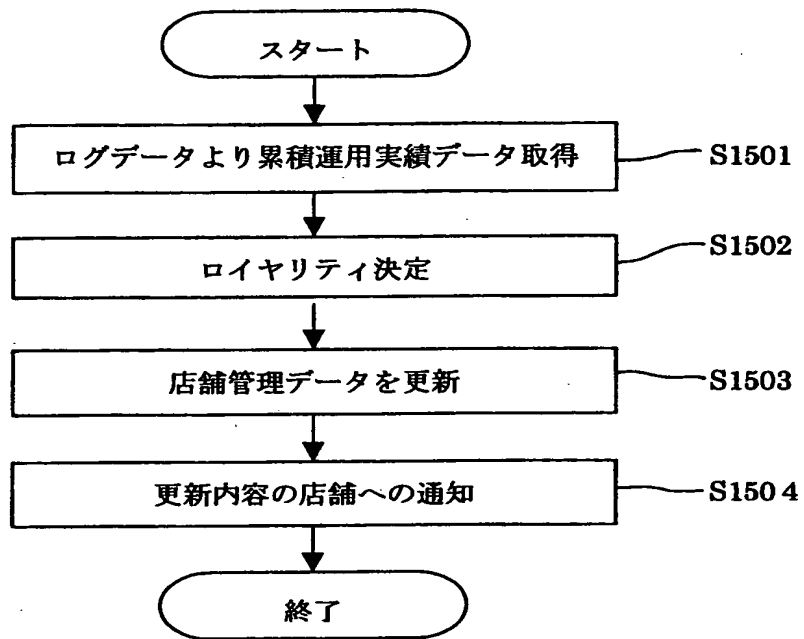 スタート
ログデータより累積運用実績データ取得
S1501
ロイヤリティ決定
S1502
店舗管理データを更新
S1503
更新内容の店舗への通知
S1504
終了